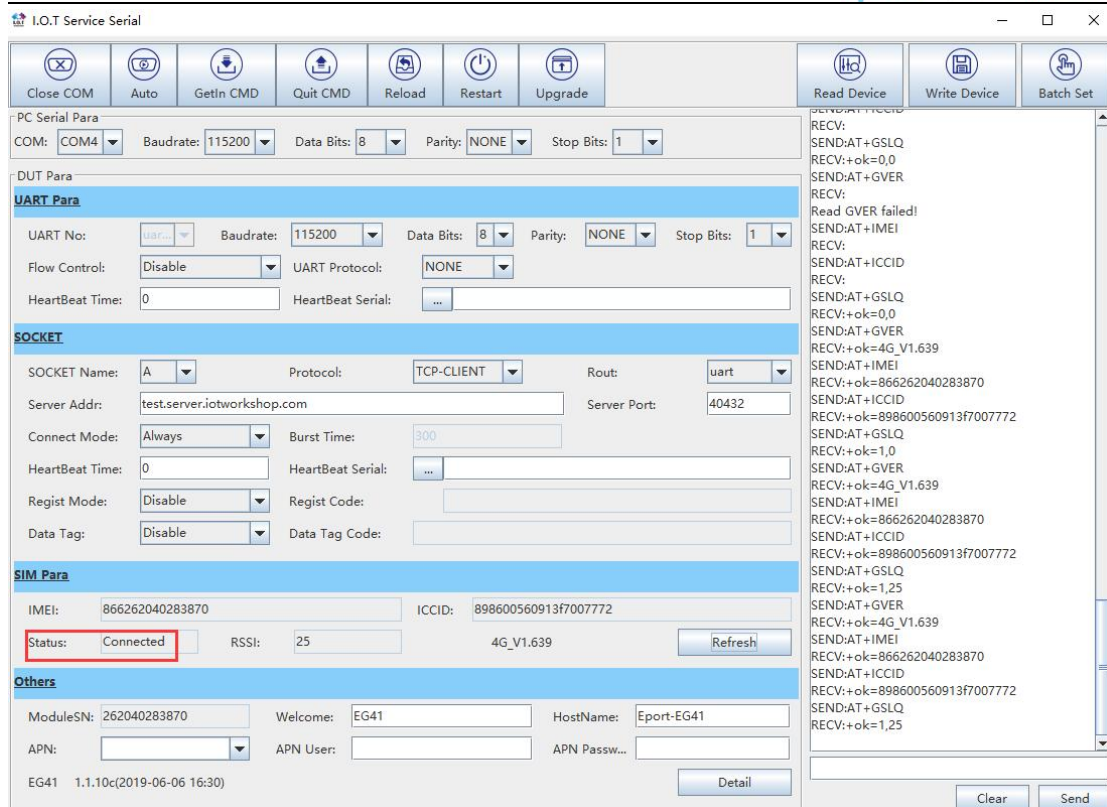 I.O.T Service Serial
Close COM Auto GetIn CMD Quit CMD Reload Restart Upgrade Read Device Write Device Batch Set
PC Serial Para
COM: COM4 Baudrate: 115200 Data Bits: 8 Parity: NONE Stop Bits: 1
DUT Para
UART Para
UART No: uar... Baudrate: 115200 Data Bits: 8 Parity: NONE Stop Bits: 1
Flow Control: Disable UART Protocol: NONE
HeartBeat Time: 0 HeartBeat Serial: ...
SOCKET
SOCKET Name: A Protocol: TCP-CLIENT Rout: uart
Server Addr: test.server.iotworkshop.com Server Port: 40432
Connect Mode: Always Burst Time: 300
HeartBeat Time: 0 HeartBeat Serial: ...
Regist Mode: Disable Regist Code:
Data Tag: Disable Data Tag Code:
SIM Para
IMEI: 866262040283870 ICCID: 898600560913f7007772
Status: Connected RSSI: 25 4G_V1.639 Refresh
Others
ModuleSN: 262040283870 Welcome: EG41 HostName: Eport-EG41
APN: APN User: APN Passw...
EG41 1.1.10c(2019-06-06 16:30) Detail
SEND:AT+ICCID
RECV:
SEND:AT+GSLQ
RECV:+ok=0,0
SEND:AT+GVER
RECV:
Read GVER failed!
SEND:AT+IMEI
RECV:
SEND:AT+ICCID
RECV:
SEND:AT+GSLQ
RECV:+ok=0,0
SEND:AT+GVER
RECV:+ok=4G_V1.639
SEND:AT+IMEI
RECV:+ok=866262040283870
SEND:AT+ICCID
RECV:+ok=898600560913f7007772
SEND:AT+GSLQ
RECV:+ok=1,0
SEND:AT+GVER
RECV:+ok=4G_V1.639
SEND:AT+IMEI
RECV:+ok=866262040283870
SEND:AT+ICCID
RECV:+ok=898600560913f7007772
SEND:AT+GSLQ
RECV:+ok=1,25
SEND:AT+GVER
RECV:+ok=4G_V1.639
SEND:AT+IMEI
RECV:+ok=866262040283870
SEND:AT+ICCID
RECV:+ok=898600560913f7007772
SEND:AT+GSLQ
RECV:+ok=1,25
Clear Send